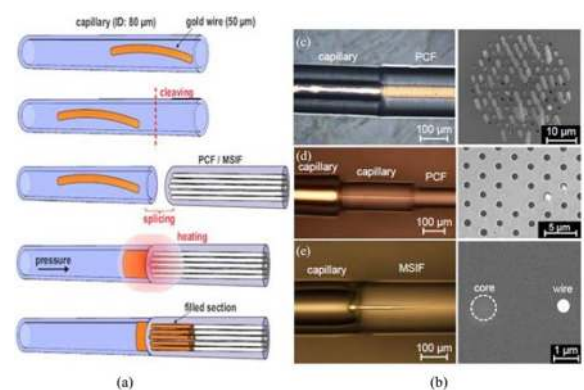 capillary (ID: 80 µm)
gold wire (50 µm)
cleaving
PCF / MSIF
splicing
heating
pressure
filled section
(a)
(c)
capillary
PCF
100 µm
10 µm
(d)
capillary
capillary
PCF
100 µm
5 µm
(e)
capillary
MSIF
100 µm
core
wire
1 µm
(b)